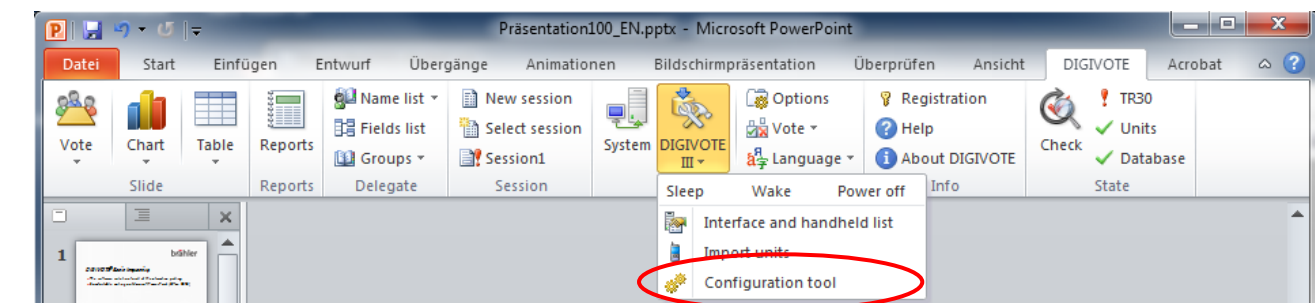 Präsentation100_EN.pptx - Microsoft PowerPoint
Datei Start Einfügen Entwurf Übergänge Animationen Bildschirmpräsentation Überprüfen Ansicht DIGIVOTE Acrobat
Name list New session Options Registration TR30
Fields list Select session Vote Help Units
Vote Chart Table Reports System DIGIVOTE III Check
Groups Session1 Language About DIGIVOTE Database
Slide Reports Delegate Session Info State
Sleep Wake Power off
Interface and handheld list
Import units
Configuration tool
1
brähler